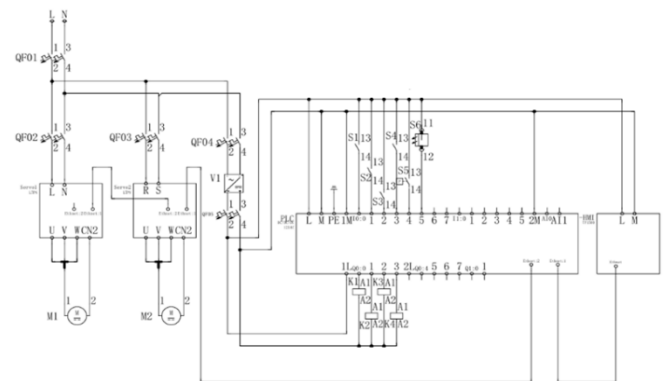 L N
QF01 1 3
2 4
QF02 1 3
2 4
QF03 1 3
2 4
QF04 1 3
2 4
V1
1 3
2 4
L N
R S
U V W CN2
U V W CN2
1 2
M1
1 2
M2
S1 13
14
S2 13
14
S3 13
14
S4 13
14
S5 13
14
S6 11
12
PLC
L M PE 1M 1 2 3 4 5 6 7 1 2 3 4 5 2M AI1
1L Q0:0 1 2 3 2L 5 6 7 1
K1 A1
A2
K2 A1
A2
K3 A1
A2
K4 A1
A2
HMI
L M